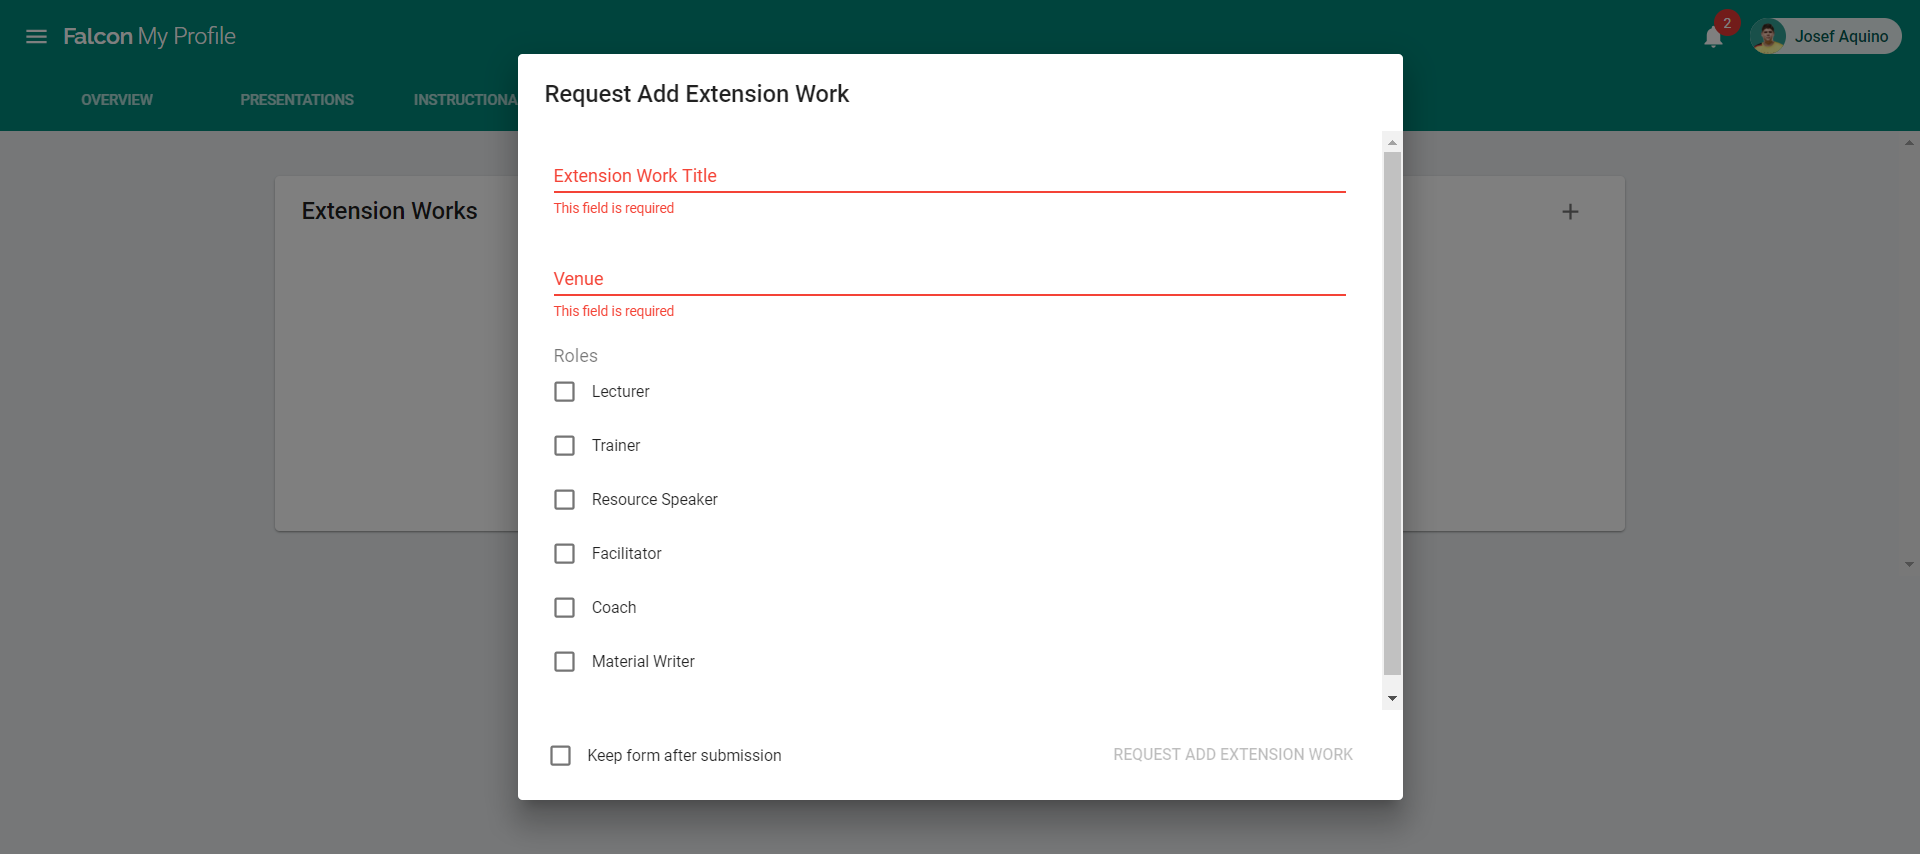 Falcon My Profile
2
Josef Aquino
OVERVIEW
PRESENTATIONS
INSTRUCTIONA
Extension Works
Request Add Extension Work
Extension Work Title
This field is required
Venue
This field is required
Roles
Lecturer
Trainer
Resource Speaker
Facilitator
Coach
Material Writer
Keep form after submission
REQUEST ADD EXTENSION WORK